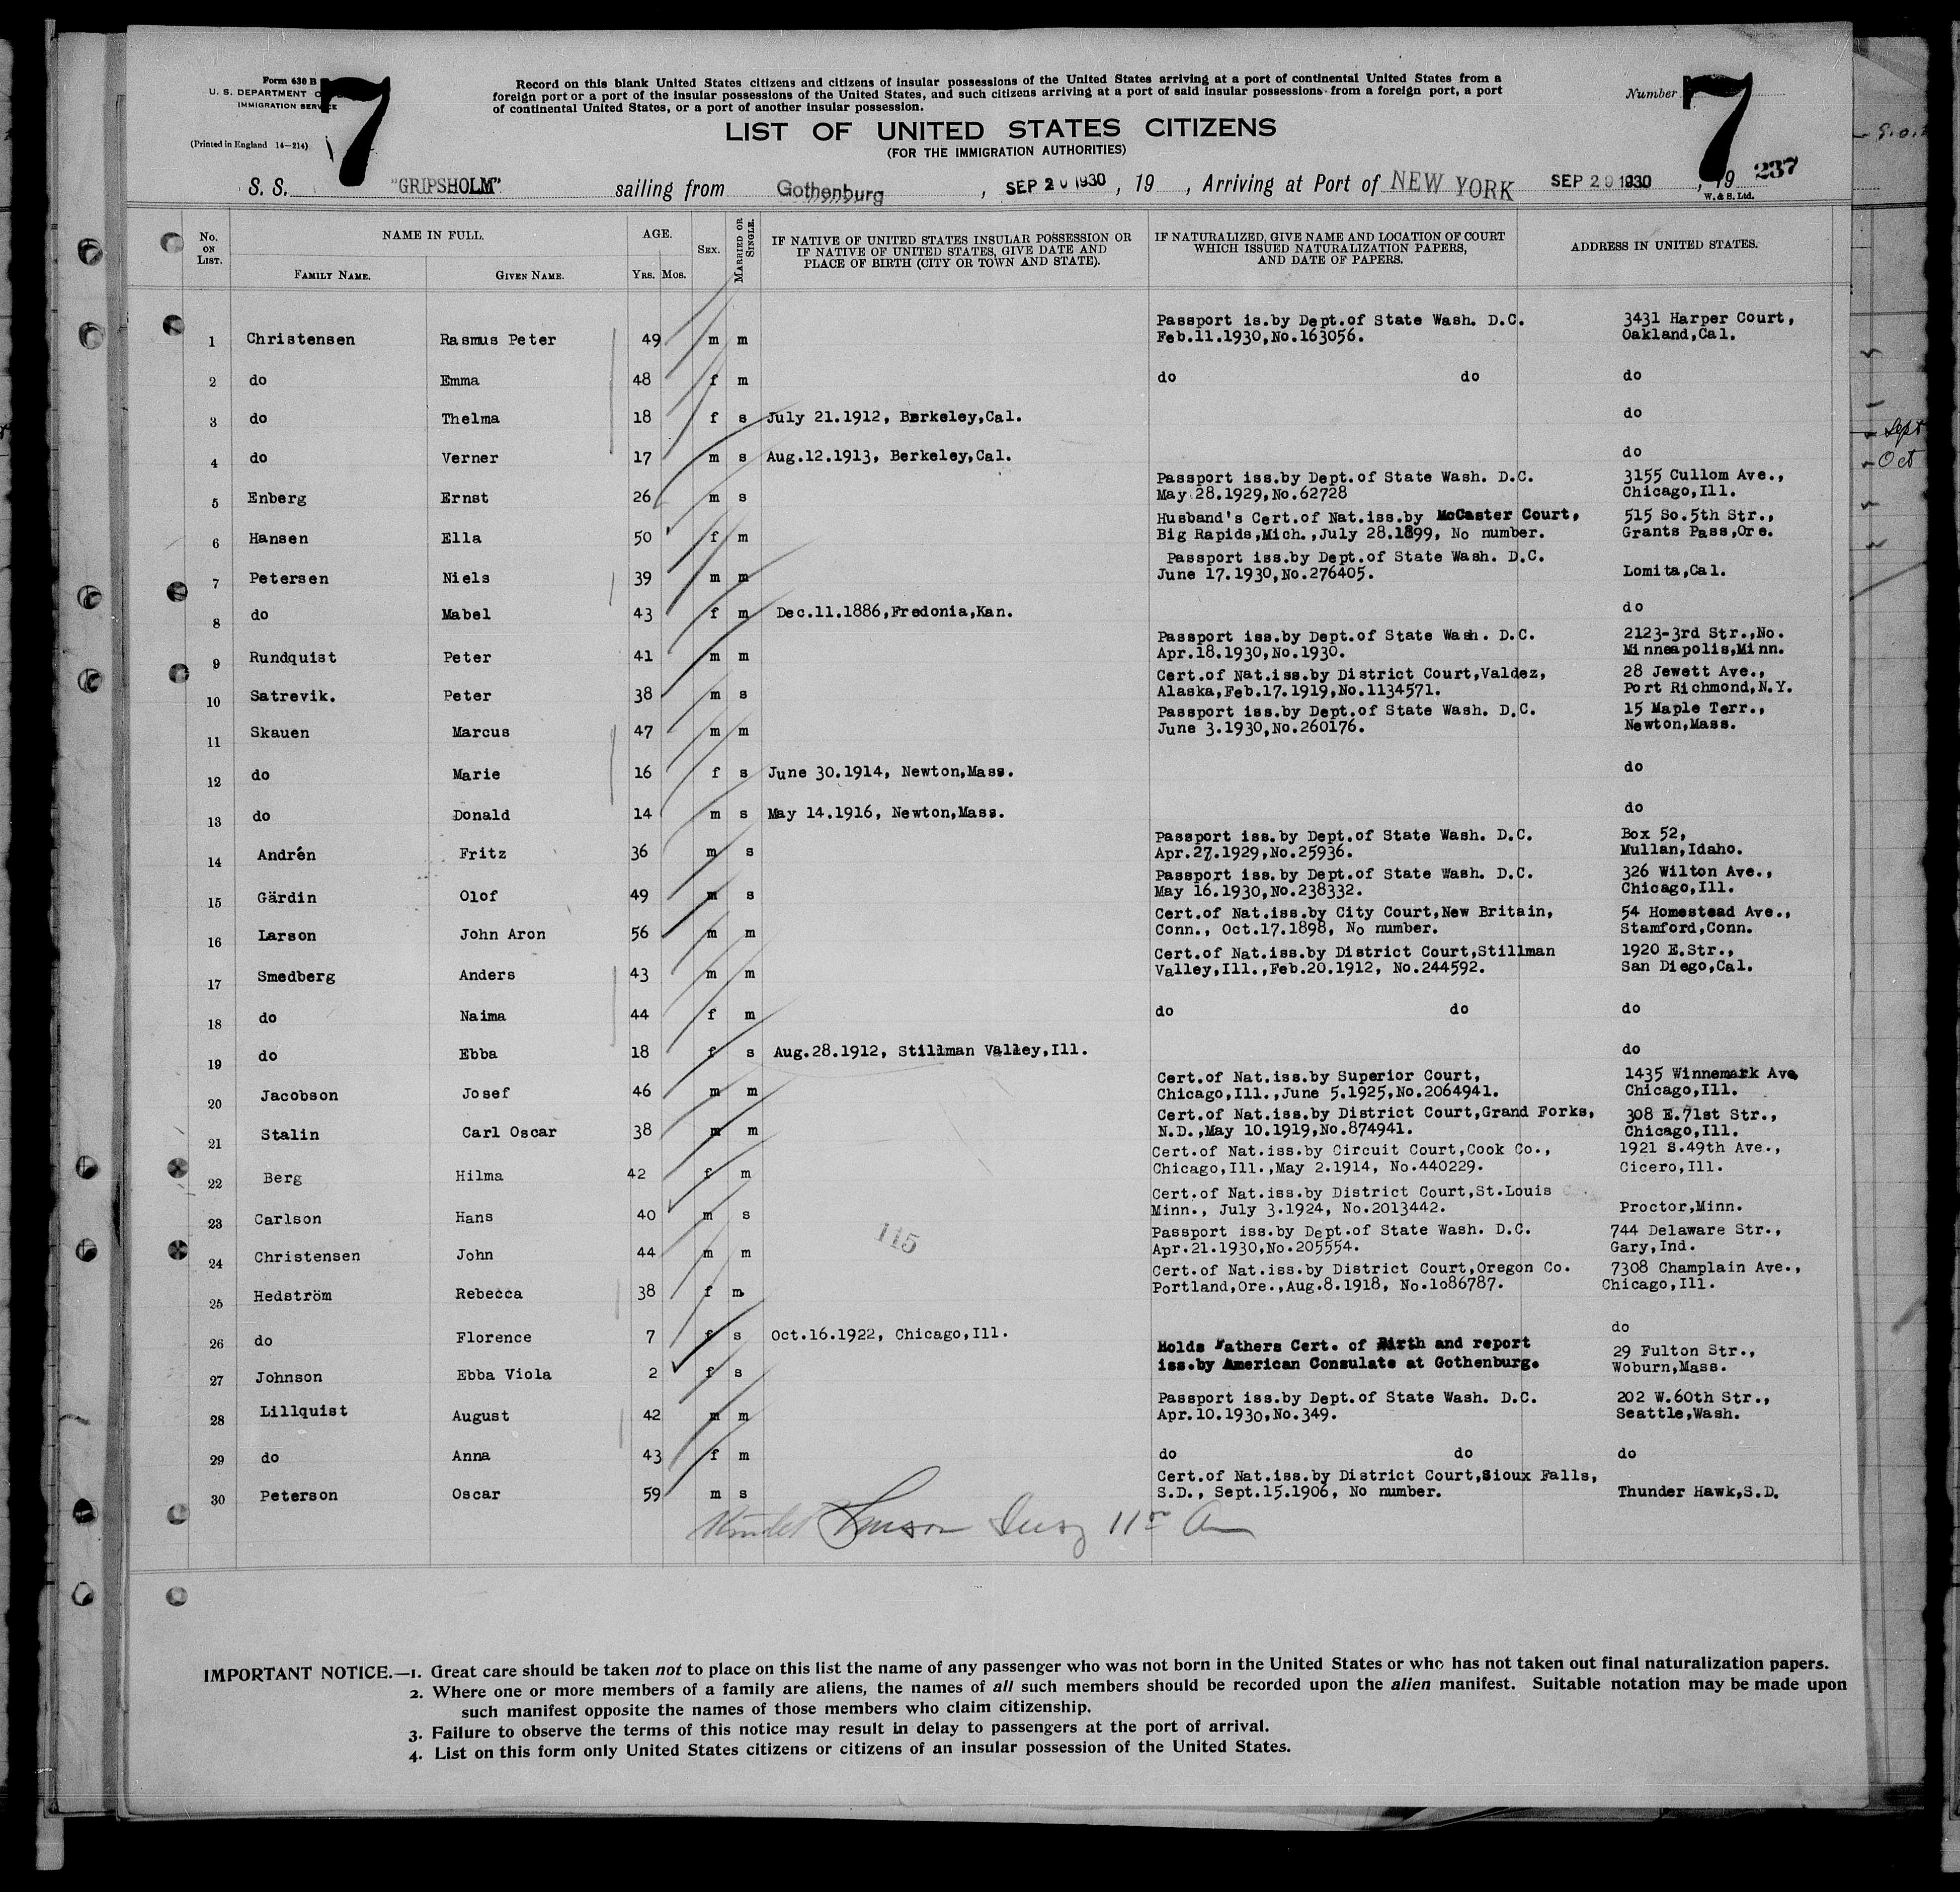 Form 630 B
U. S. DEPARTMENT O
IMMIGRATION SERVICE
(Printed in England 14—214)
7
Record on this blank United States citizens and citizens of insular possessions of the United States arriving at a port of continental United States from a
foreign port or a port of the insular possessions of the United States, and such citizens arriving at a port of said insular possessions from a foreign port, a port
of continental United States, or a port of another insular possession.
LIST OF UNITED STATES CITIZENS
(FOR THE IMMIGRATION AUTHORITIES)
Number 7
237
S. S. "GRIPSHOLM" sailing from Gothenburg, SEP 20 1930, 19 , Arriving at Port of NEW YORK SEP 29 1930, 19
W. & S. Ltd.
No. ON LIST. NAME IN FULL. FAMILY NAME. GIVEN NAME. AGE. YRS. MOS. SEX. MARRIED OR SINGLE. IF NATIVE OF UNITED STATES INSULAR POSSESSION OR IF NATIVE OF UNITED STATES, GIVE DATE AND PLACE OF BIRTH (CITY OR TOWN AND STATE). IF NATURALIZED, GIVE NAME AND LOCATION OF COURT WHICH ISSUED NATURALIZATION PAPERS, AND DATE OF PAPERS. ADDRESS IN UNITED STATES.
Passport is.by Dept.of State Wash. D.C. 3431 Harper Court,
1 Christensen Rasmus Peter 49 m m Feb.11.1930,No.163056. Oakland,Cal.
2 do Emma 48 f m do do do
3 do Thelma 18 f s July 21.1912, Berkeley,Cal. do
4 do Verner 17 m s Aug.12.1913, Berkeley,Cal. do
Passport iss.by Dept.of State Wash. D.C. 3155 Cullom Ave.,
5 Enberg Ernst 26 m s May 28.1929,No.62728 Chicago,Ill.
Husband's Cert.of Nat.iss.by McCaster Court, 515 So.5th Str.,
6 Hansen Ella 50 f m Big Rapids,Mich.,July 28.1899, No number. Grants Pass,Ore.
Passport iss.by Dept.of State Wash. D.C.
7 Petersen Niels 39 m m June 17.1930,No.276405. Lomita,Cal.
8 do Mabel 43 f m Dec.11.1886,Fredonia,Kan. do
Passport iss.by Dept.of State Wash. D.C. 2123-3rd Str.,No.
9 Rundquist Peter 41 m m Apr.18.1930,No.1930. Minneapolis,Minn.
Cert.of Nat.iss.by District Court,Valdez, 28 Jewett Ave.,
10 Satrevik. Peter 38 m s Alaska,Feb.17.1919,No.1134571. Port Richmond,N.Y.
Passport iss.by Dept.of State Wash. D.C. 15 Maple Terr.,
11 Skauen Marcus 47 m m June 3.1930,No.260176. Newton,Mass.
12 do Marie 16 f s June 30.1914, Newton,Mass. do
13 do Donald 14 m s May 14.1916, Newton,Mass. do
Passport iss.by Dept.of State Wash. D.C. Box 52,
14 Andrén Fritz 36 m s Apr.27.1929,No.25936. Mullan,Idaho.
Passport iss.by Dept.of State Wash. D.C. 326 Wilton Ave.,
15 Gärdin Olof 49 m s May 16.1930,No.238332. Chicago,Ill.
Cert.of Nat.iss.by City Court,New Britain, 54 Homestead Ave.,
16 Larson John Aron 56 m m Conn., Oct.17.1898, No number. Stamford,Conn.
Cert.of Nat.iss.by District Court,Stillman 1920 E.Str.,
17 Smedberg Anders 43 m m Valley,Ill.,Feb.20.1912, No.244592. San Diego,Cal.
18 do Naima 44 f m do do do
19 do Ebba 18 f s Aug.28.1912, Stillman Valley,Ill. do
Cert.of Nat.iss.by Superior Court, 1435 Winnemark Ave
20 Jacobson Josef 46 m m Chicago,Ill.,June 5.1925,No.2064941. Chicago,Ill.
Cert.of Nat.iss.by District Court,Grand Forks, 308 E.71st Str.,
21 Stalin Carl Oscar 38 m m N.D.,May 10.1919,No.874941. Chicago,Ill.
Cert.of Nat.iss.by Circuit Court,Cook Co., 1921 S.49th Ave.,
22 Berg Hilma 42 f m Chicago,Ill.,May 2.1914, No.440229. Cicero,Ill.
Cert.of Nat.iss.by District Court,St.Louis
23 Carlson Hans 40 m s Minn., July 3.1924, No.2013442. Proctor,Minn.
115
Passport iss.by Dept.of State Wash. D.C. 744 Delaware Str.,
24 Christensen John 44 m m Apr.21.1930,No.205554. Gary,Ind.
Cert.of Nat.iss.by District Court,Oregon Co. 7308 Champlain Ave.,
25 Hedström Rebecca 38 f m Portland,Ore.,Aug.8.1918, No.1086787. Chicago,Ill.
26 do Florence 7 f s Oct.16.1922, Chicago,Ill. do
Holds Fathers Cert. of Birth and report 29 Fulton Str.,
27 Johnson Ebba Viola 2 f s iss.by American Consulate at Gothenburg. Woburn,Mass.
Passport iss.by Dept.of State Wash. D.C. 202 W.60th Str.,
28 Lillquist August 42 m m Apr.10.1930,No.349. Seattle,Wash.
29 do Anna 43 f m do do do
Cert.of Nat.iss.by District Court,Sioux Falls,
30 Peterson Oscar 59 m s S.D., Sept.15.1906, No number. Thunder Hawk,S.D.
IMPORTANT NOTICE.—1. Great care should be taken not to place on this list the name of any passenger who was not born in the United States or who has not taken out final naturalization papers.
2. Where one or more members of a family are aliens, the names of all such members should be recorded upon the alien manifest. Suitable notation may be made upon
such manifest opposite the names of those members who claim citizenship.
3. Failure to observe the terms of this notice may result in delay to passengers at the port of arrival.
4. List on this form only United States citizens or citizens of an insular possession of the United States.
Sept
Oct